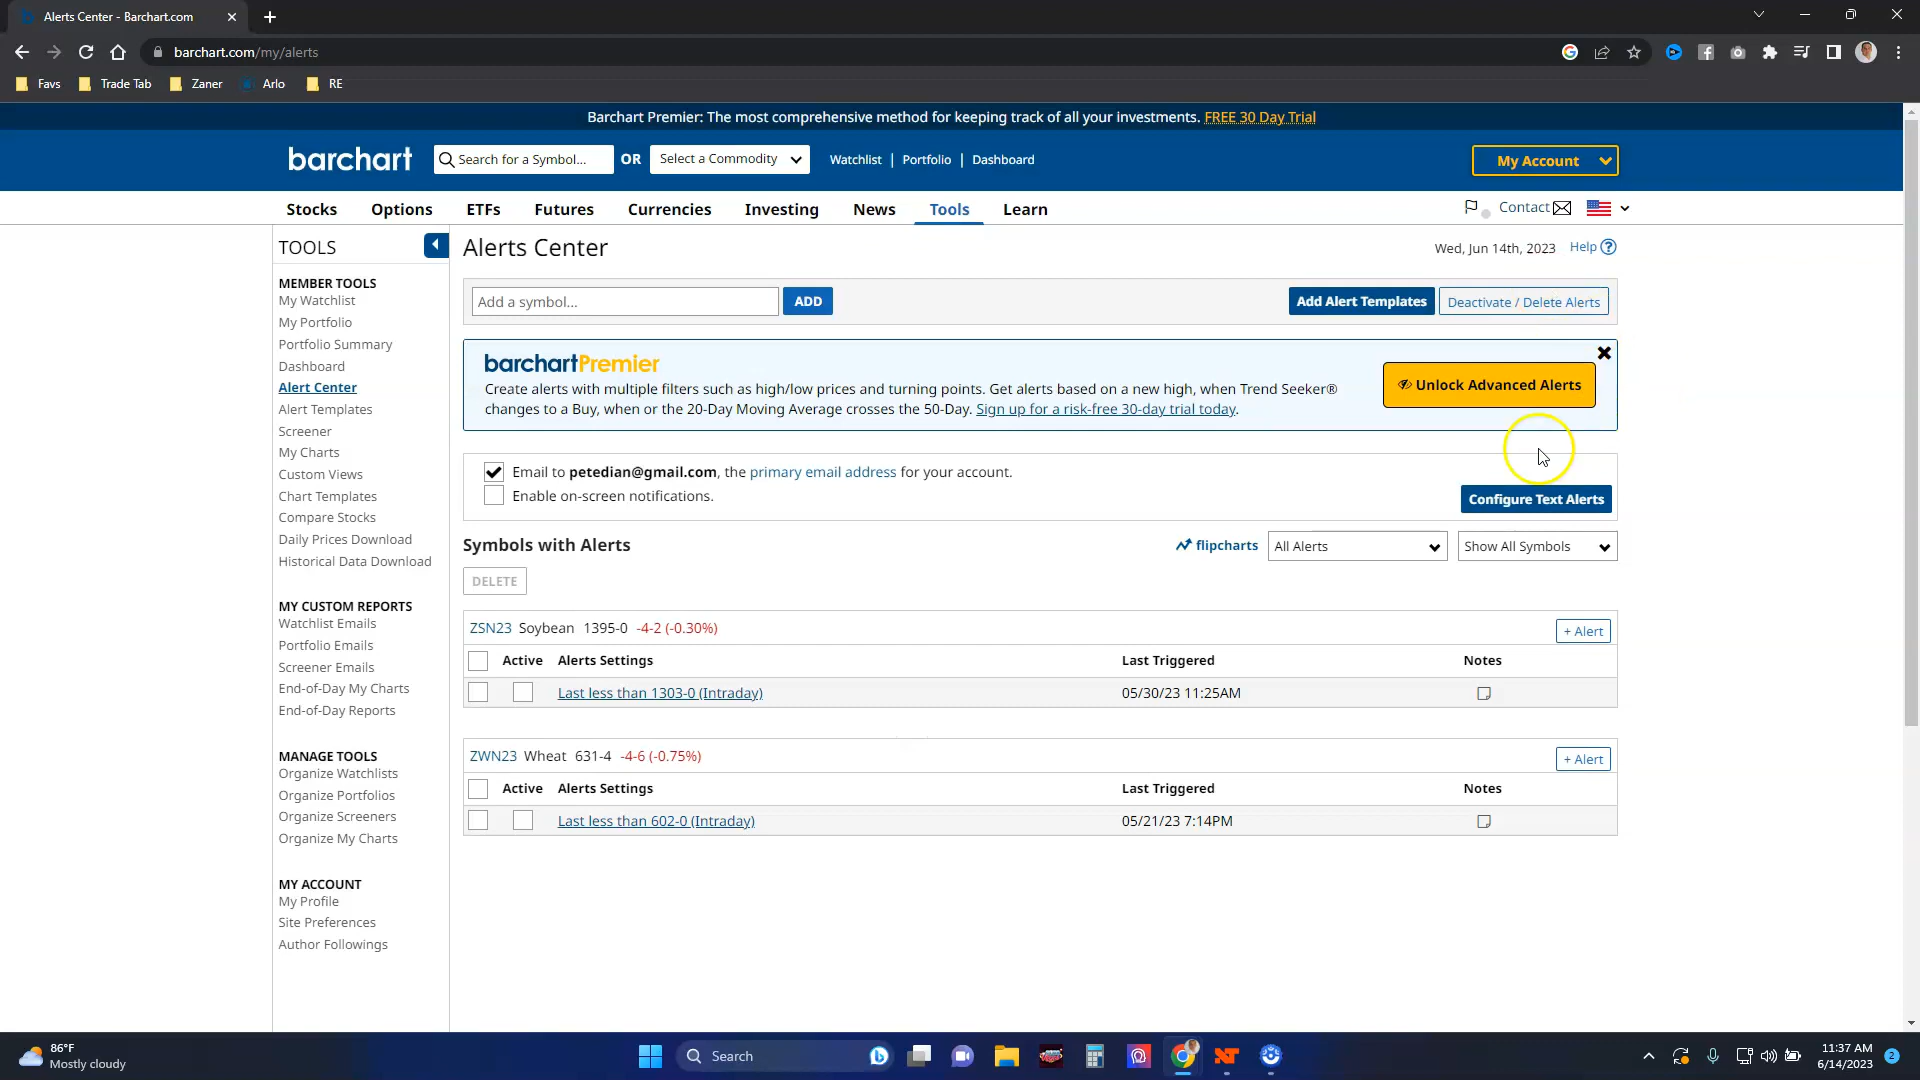 Alerts Center - Barchart.com
barchart.com/my/alerts
Favs Trade Tab Zaner Arlo RE
Barchart Premier: The most comprehensive method for keeping track of all your investments. FREE 30 Day Trial
barchart Search for a Symbol... OR Select a Commodity Watchlist | Portfolio | Dashboard My Account
Stocks Options ETFs Futures Currencies Investing News Tools Learn Contact
TOOLS
MEMBER TOOLS
My Watchlist
My Portfolio
Portfolio Summary
Dashboard
Alert Center
Alert Templates
Screener
My Charts
Custom Views
Chart Templates
Compare Stocks
Daily Prices Download
Historical Data Download
MY CUSTOM REPORTS
Watchlist Emails
Portfolio Emails
Screener Emails
End-of-Day My Charts
End-of-Day Reports
MANAGE TOOLS
Organize Watchlists
Organize Portfolios
Organize Screeners
Organize My Charts
MY ACCOUNT
My Profile
Site Preferences
Author Followings
Alerts Center Wed, Jun 14th, 2023 Help ?
Add a symbol... ADD Add Alert Templates Deactivate / Delete Alerts
barchartPremier
Create alerts with multiple filters such as high/low prices and turning points. Get alerts based on a new high, when Trend Seeker®
changes to a Buy, when or the 20-Day Moving Average crosses the 50-Day. Sign up for a risk-free 30-day trial today.
Unlock Advanced Alerts
Email to petedian@gmail.com, the primary email address for your account.
Enable on-screen notifications.
Configure Text Alerts
Symbols with Alerts flipcharts All Alerts Show All Symbols
DELETE
ZSN23 Soybean 1395-0 -4-2 (-0.30%) + Alert
Active Alerts Settings Last Triggered Notes
Last less than 1303-0 (Intraday) 05/30/23 11:25AM
ZWN23 Wheat 631-4 -4-6 (-0.75%) + Alert
Active Alerts Settings Last Triggered Notes
Last less than 602-0 (Intraday) 05/21/23 7:14PM
86°F
Mostly cloudy
Search
11:37 AM
6/14/2023
2